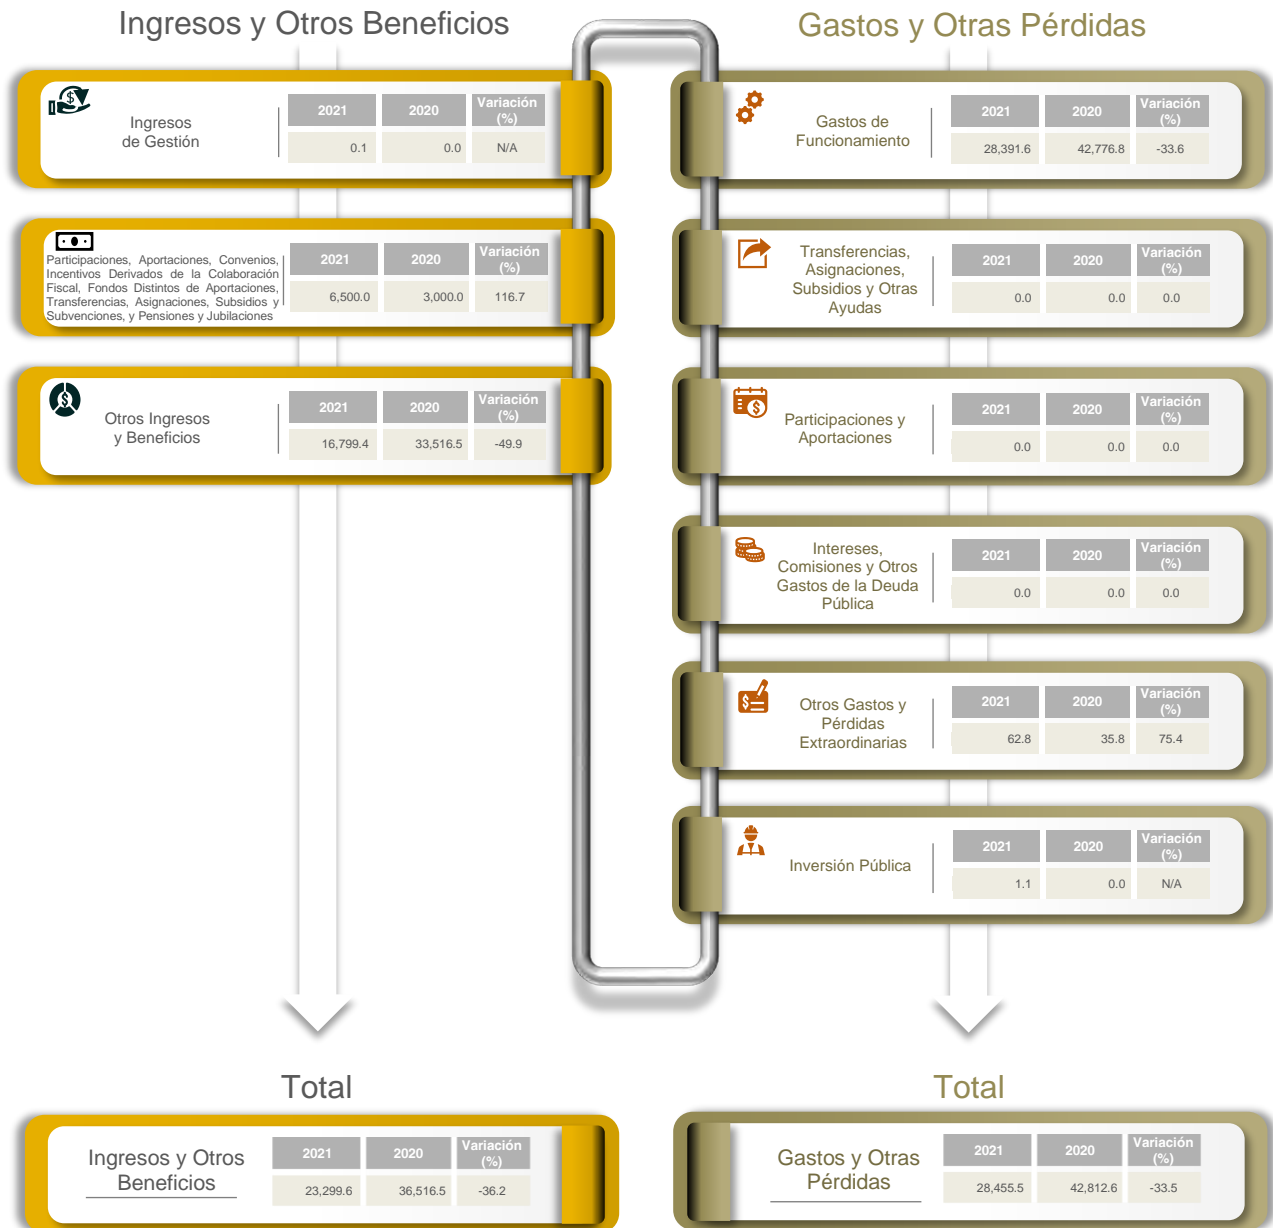 Ingresos y Otros Beneficios
2021 2020 Variación
(%)
Ingresos
de Gestión
0.1 0.0 N/A
Participaciones, Aportaciones, Convenios,
Incentivos Derivados de la Colaboración
Fiscal, Fondos Distintos de Aportaciones,
Transferencias, Asignaciones, Subsidios y
Subvenciones, y Pensiones y Jubilaciones
2021 2020 Variación
(%)
6,500.0 3,000.0 116.7
Otros Ingresos
y Beneficios
2021 2020 Variación
(%)
16,799.4 33,516.5 -49.9
Total
Ingresos y Otros
Beneficios
2021 2020 Variación
(%)
23,299.6 36,516.5 -36.2
Gastos y Otras Pérdidas
Gastos de
Funcionamiento
2021 2020 Variación
(%)
28,391.6 42,776.8 -33.6
Transferencias,
Asignaciones,
Subsidios y Otras
Ayudas
2021 2020 Variación
(%)
0.0 0.0 0.0
Participaciones y
Aportaciones
2021 2020 Variación
(%)
0.0 0.0 0.0
Intereses,
Comisiones y Otros
Gastos de la Deuda
Pública
2021 2020 Variación
(%)
0.0 0.0 0.0
Otros Gastos y
Pérdidas
Extraordinarias
2021 2020 Variación
(%)
62.8 35.8 75.4
Inversión Pública
2021 2020 Variación
(%)
1.1 0.0 N/A
Total
Gastos y Otras
Pérdidas
2021 2020 Variación
(%)
28,455.5 42,812.6 -33.5